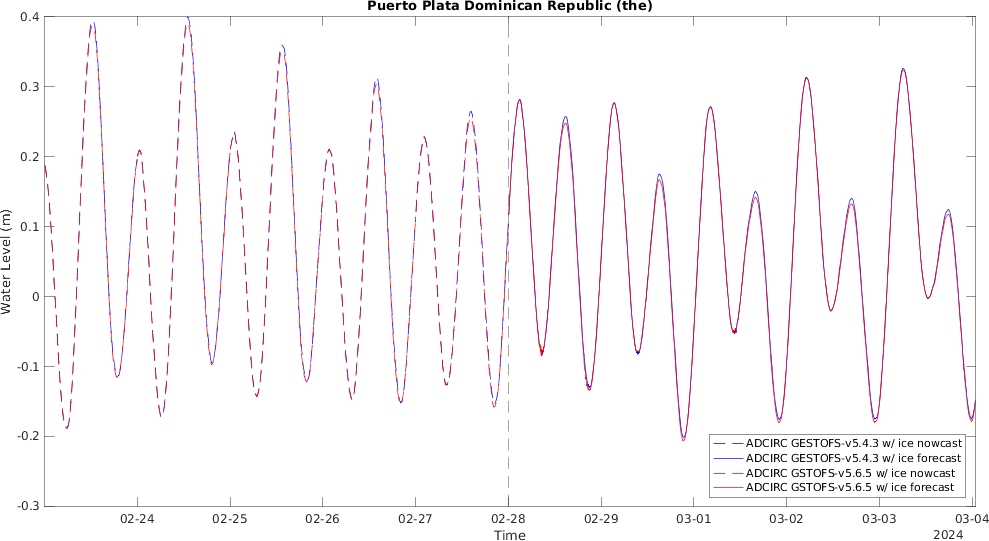 Puerto Plata Dominican Republic (the)
0.4
0.3
0.2
0.1
0
-0.1
-0.2
-0.3
Water Level (m)
ADCIRC GESTOFS-v5.4.3 w/ ice nowcast
ADCIRC GESTOFS-v5.4.3 w/ ice forecast
ADCIRC GSTOFS-v5.6.5 w/ ice nowcast
ADCIRC GSTOFS-v5.6.5 w/ ice forecast
02-24 02-25 02-26 02-27 02-28 02-29 03-01 03-02 03-03 03-04
Time
2024